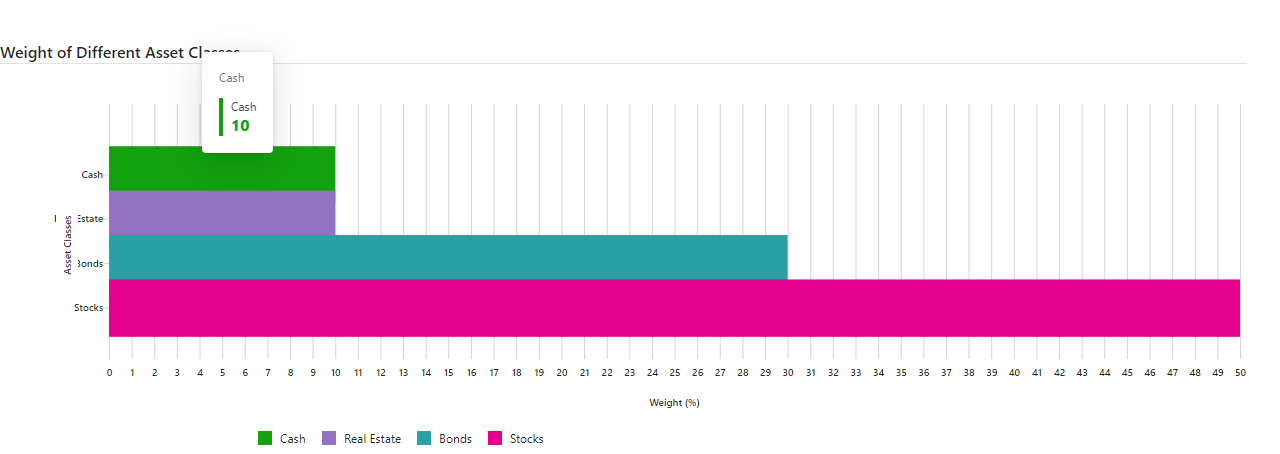 Weight of Different Asset Classes
Cash
Cash
10
Cash
Estate
Asset Classes
Bonds
Stocks
0 1 2 3 4 5 6 7 8 9 10 11 12 13 14 15 16 17 18 19 20 21 22 23 24 25 26 27 28 29 30 31 32 33 34 35 36 37 38 39 40 41 42 43 44 45 46 47 48 49 50
Weight (%)
Cash Real Estate Bonds Stocks